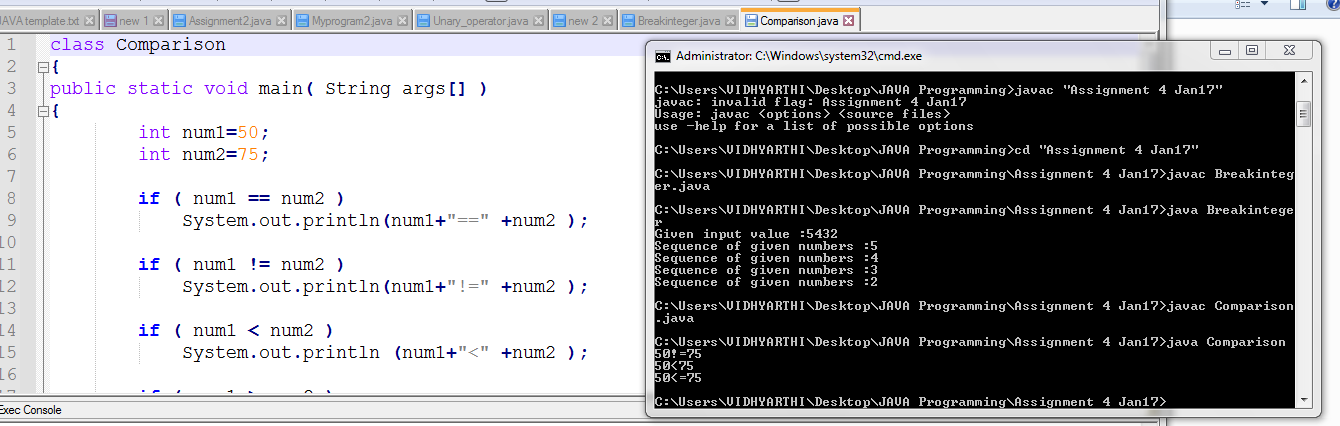 JAVA template.txt new 1 Assignment2.java Myprogram2.java Unary_operator.java new 2 Breakinteger.java Comparison.java
1 class Comparison
2 {
3 public static void main( String args[] )
4 {
5 int num1=50;
6 int num2=75;
7
8 if ( num1 == num2 )
9 System.out.println(num1+"==" +num2 );
10
11 if ( num1 != num2 )
12 System.out.println(num1+"!=" +num2 );
13
14 if ( num1 < num2 )
15 System.out.println (num1+"<" +num2 );
16
Exec Console
Administrator: C:\Windows\system32\cmd.exe
C:\Users\VIDHYARTHI\Desktop\JAVA Programming>javac "Assignment 4 Jan17"
javac: invalid flag: Assignment 4 Jan17
Usage: javac <options> <source files>
use -help for a list of possible options
C:\Users\VIDHYARTHI\Desktop\JAVA Programming>cd "Assignment 4 Jan17"
C:\Users\VIDHYARTHI\Desktop\JAVA Programming\Assignment 4 Jan17>javac Breakinteg
er.java
C:\Users\VIDHYARTHI\Desktop\JAVA Programming\Assignment 4 Jan17>java Breakintege
r
Given input value :5432
Sequence of given numbers :5
Sequence of given numbers :4
Sequence of given numbers :3
Sequence of given numbers :2
C:\Users\VIDHYARTHI\Desktop\JAVA Programming\Assignment 4 Jan17>javac Comparison
.java
C:\Users\VIDHYARTHI\Desktop\JAVA Programming\Assignment 4 Jan17>java Comparison
50!=75
50<75
50<=75
C:\Users\VIDHYARTHI\Desktop\JAVA Programming\Assignment 4 Jan17>